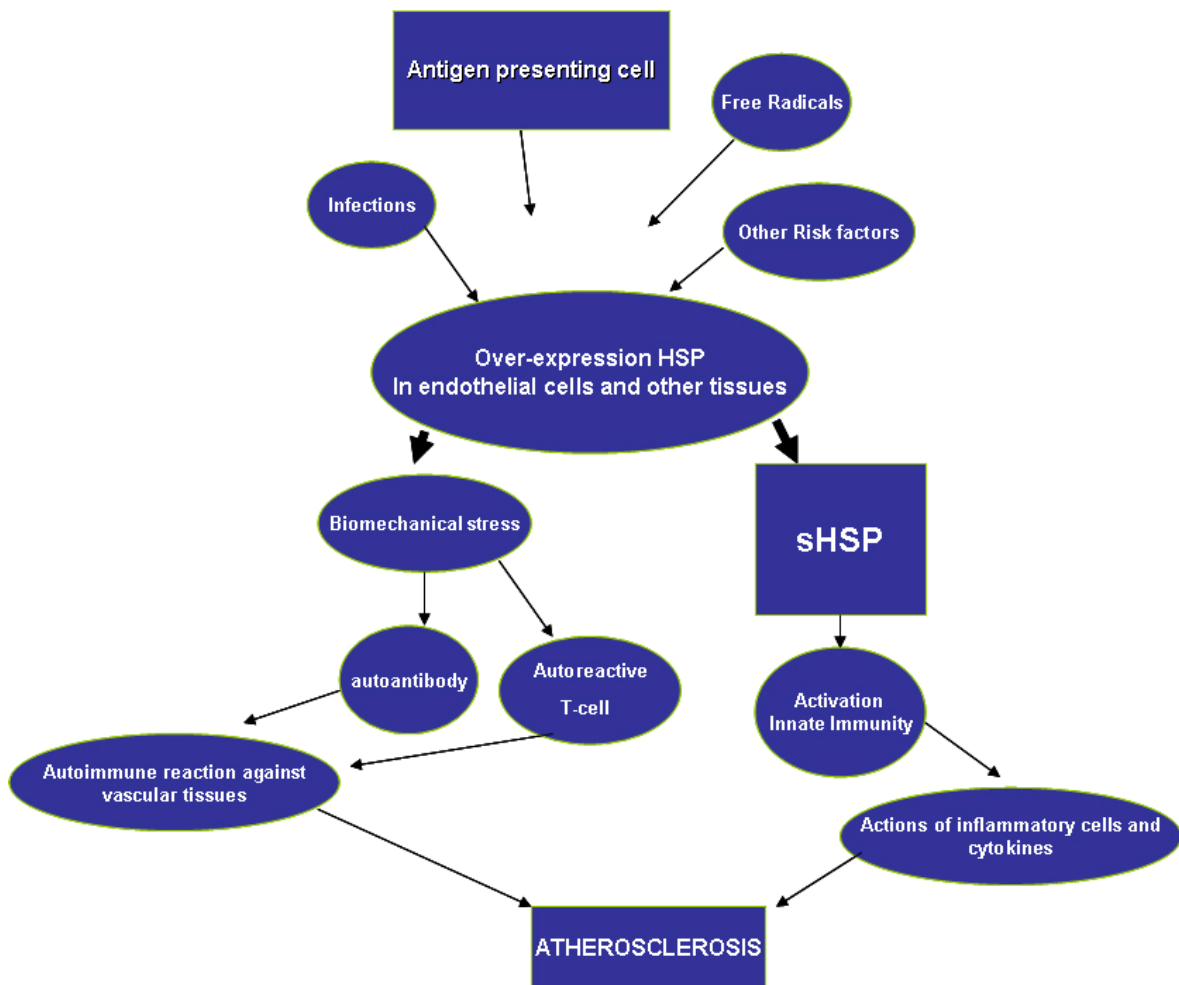 Antigen presenting cell
Free Radicals
Infections
Other Risk factors
Over-expression HSP
In endothelial cells and other tissues
Biomechanical stress
sHSP
autoantibody
Autoreactive
T-cell
Activation
Innate Immunity
Autoimmune reaction against
vascular tissues
Actions of inflammatory cells and
cytokines
ATHEROSCLEROSIS